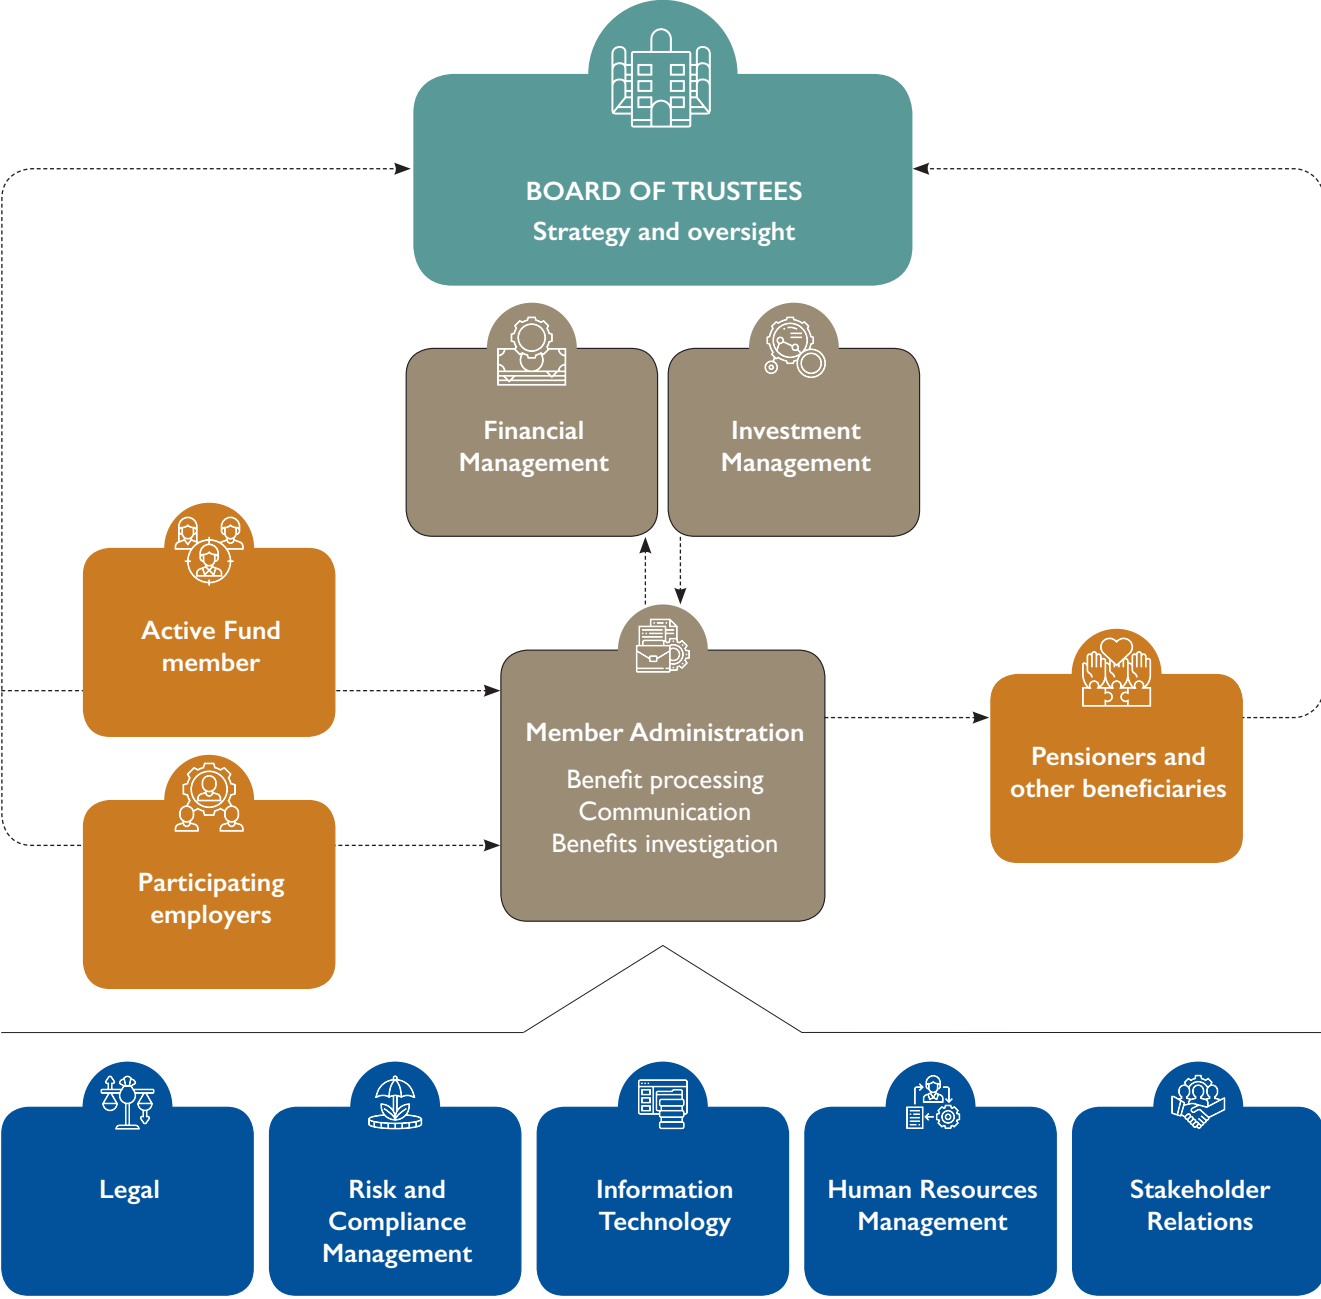 BOARD OF TRUSTEES
Strategy and oversight
Financial
Management
Investment
Management
Active Fund
member
Participating
employers
Member Administration
Benefit processing
Communication
Benefits investigation
Pensioners and
other beneficiaries
Legal
Risk and
Compliance
Management
Information
Technology
Human Resources
Management
Stakeholder
Relations